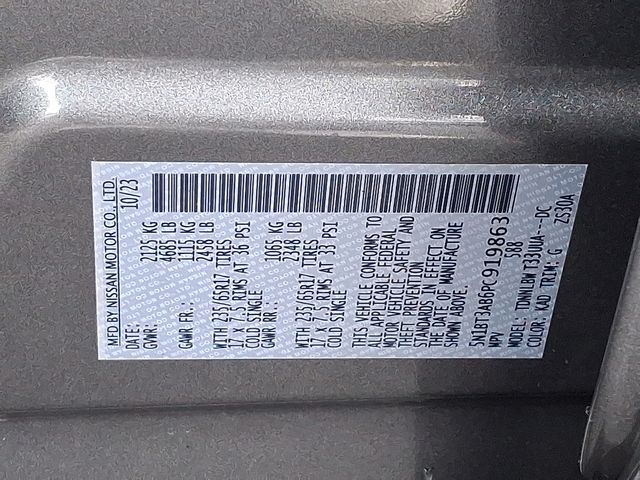 MFD BY NISSAN MOTOR CO., LTD.
DATE: 10/23
GVWR: 2125 KG
4685 LB
GAWR FR.: 1115 KG
2458 LB
WITH 235/65R17 TIRES
17 X 7.5 RIMS AT 36 PSI
COLD SINGLE
GAWR RR.: 1065 KG
2348 LB
WITH 235/65R17 TIRES
17 X 7.5 RIMS AT 33 PSI
COLD SINGLE
THIS VEHICLE CONFORMS TO
ALL APPLICABLE FEDERAL
MOTOR VEHICLE SAFETY AND
THEFT PREVENTION
STANDARDS IN EFFECT ON
THE DATE OF MANUFACTURE
SHOWN ABOVE.
5N1BT3AB6PC919863
MPV 588
MODEL: TDNNLBW T33UUA---DC
COLOR: KAD TRIM: G ZS30A